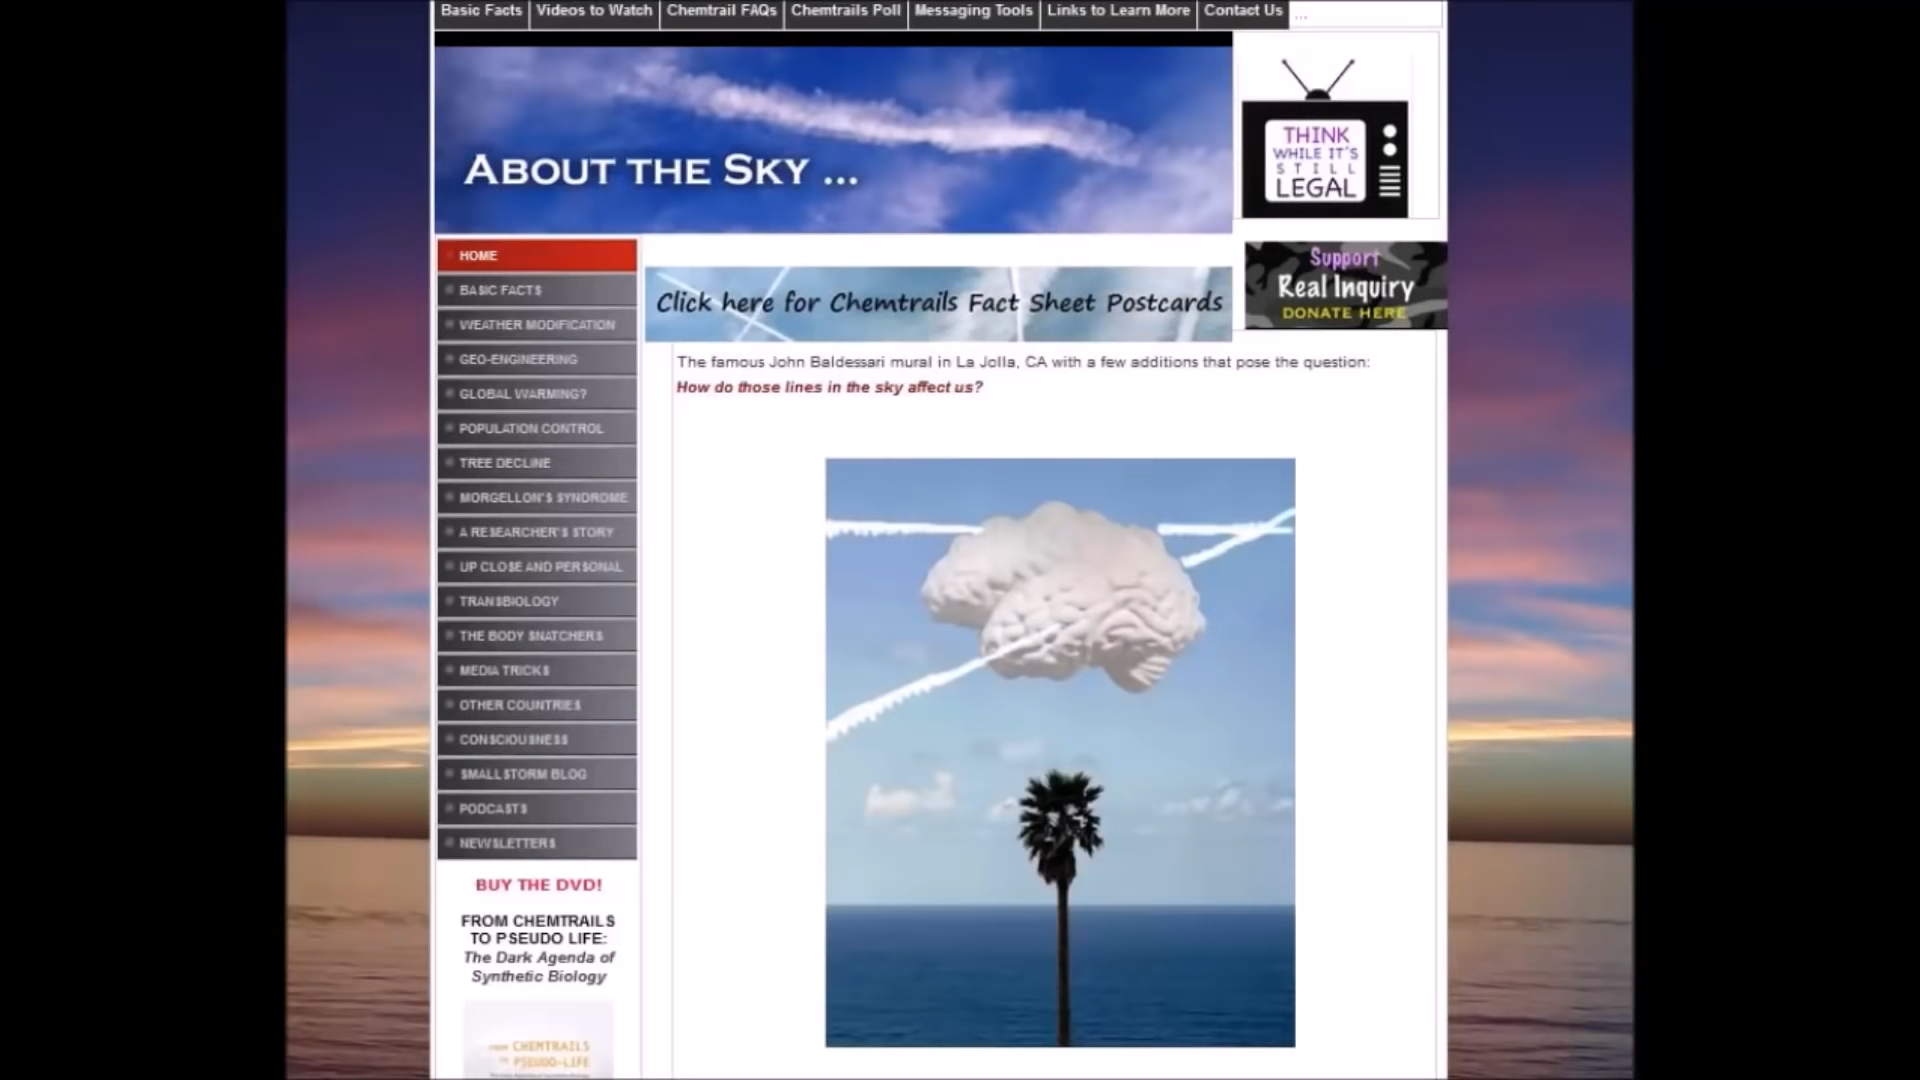 Basic Facts
Videos to Watch
Chemtrail FAQs
Chemtrails Poll
Messaging Tools
Links to Learn More
Contact Us
...
ABOUT THE SKY ...
THINK
WHILE IT'S
STILL
LEGAL
HOME
BASIC FACTS
WEATHER MODIFICATION
GEO-ENGINEERING
GLOBAL WARMING?
POPULATION CONTROL
TREE DECLINE
MORGELLON'S SYNDROME
A RESEARCHER'S STORY
UP CLOSE AND PERSONAL
TRANSBIOLOGY
THE BODY SNATCHERS
MEDIA TRICKS
OTHER COUNTRIES
CONSCIOUSNESS
SMALLSTORM BLOG
PODCASTS
NEWSLETTERS
BUY THE DVD!
FROM CHEMTRAILS
TO PSEUDO LIFE:
The Dark Agenda of
Synthetic Biology
FROM CHEMTRAILS
TO PSEUDO-LIFE
Click here for Chemtrails Fact Sheet Postcards
Support
Real Inquiry
DONATE HERE
The famous John Baldessari mural in La Jolla, CA with a few additions that pose the question:
How do those lines in the sky affect us?